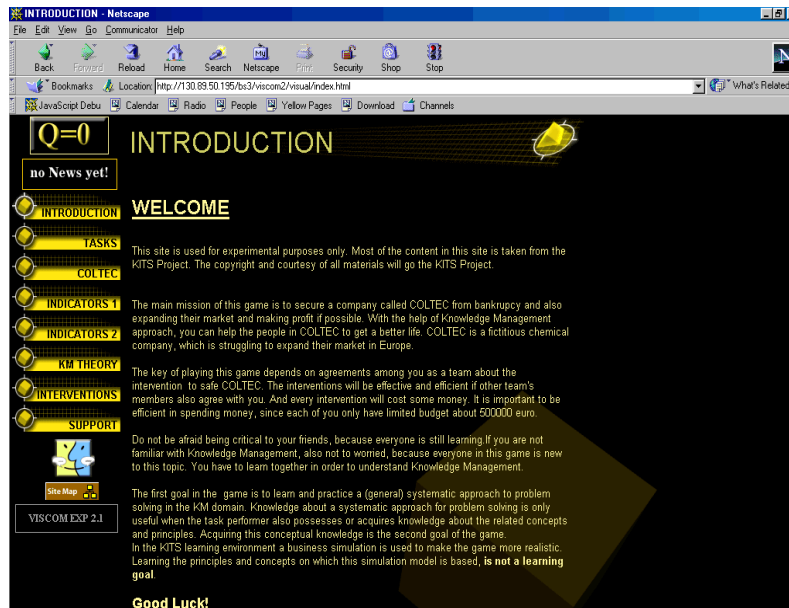 INTRODUCTION - Netscape
File Edit View Go Communicator Help
Back Forward Reload Home Search Netscape Print Security Shop Stop
Bookmarks Location: http://130.89.50.195/bs3/viscom2/visual/index.html What's Related
JavaScript Debu Calendar Radio People Yellow Pages Download Channels
Q=0
INTRODUCTION
no News yet!
INTRODUCTION
TASKS
COLTEC
INDICATORS 1
INDICATORS 2
KM THEORY
INTERVENTIONS
SUPPORT
Site Map
VISCOM EXP 2.1
WELCOME
This site is used for experimental purposes only. Most of the content in this site is taken from the
KITS Project. The copyright and courtesy of all materials will go the KITS Project.
The main mission of this game is to secure a company called COLTEC from bankrupcy and also
expanding their market and making profit if possible. With the help of Knowledge Management
approach, you can help the people in COLTEC to get a better life. COLTEC is a fictitious chemical
company, which is struggling to expand their market in Europe.
The key of playing this game depends on agreements among you as a team about the
intervention to safe COLTEC. The interventions will be effective and efficient if other team's
members also agree with you. And every intervention will cost some money. It is important to be
efficient in spending money, since each of you only have limited budget about 500000 euro.
Do not be afraid being critical to your friends, because everyone is still learning.If you are not
familiar with Knowledge Management, also not to worried, because everyone in this game is new
to this topic. You have to learn together in order to understand Knowledge Management.
The first goal in the game is to learn and practice a (general) systematic approach to problem
solving in the KM domain. Knowledge about a systematic approach for problem solving is only
useful when the task performer also possesses or acquires knowledge about the related concepts
and principles. Acquiring this conceptual knowledge is the second goal of the game.
In the KITS learning environment a business simulation is used to make the game more realistic.
Learning the principles and concepts on which this simulation model is based, is not a learning
goal.
Good Luck!